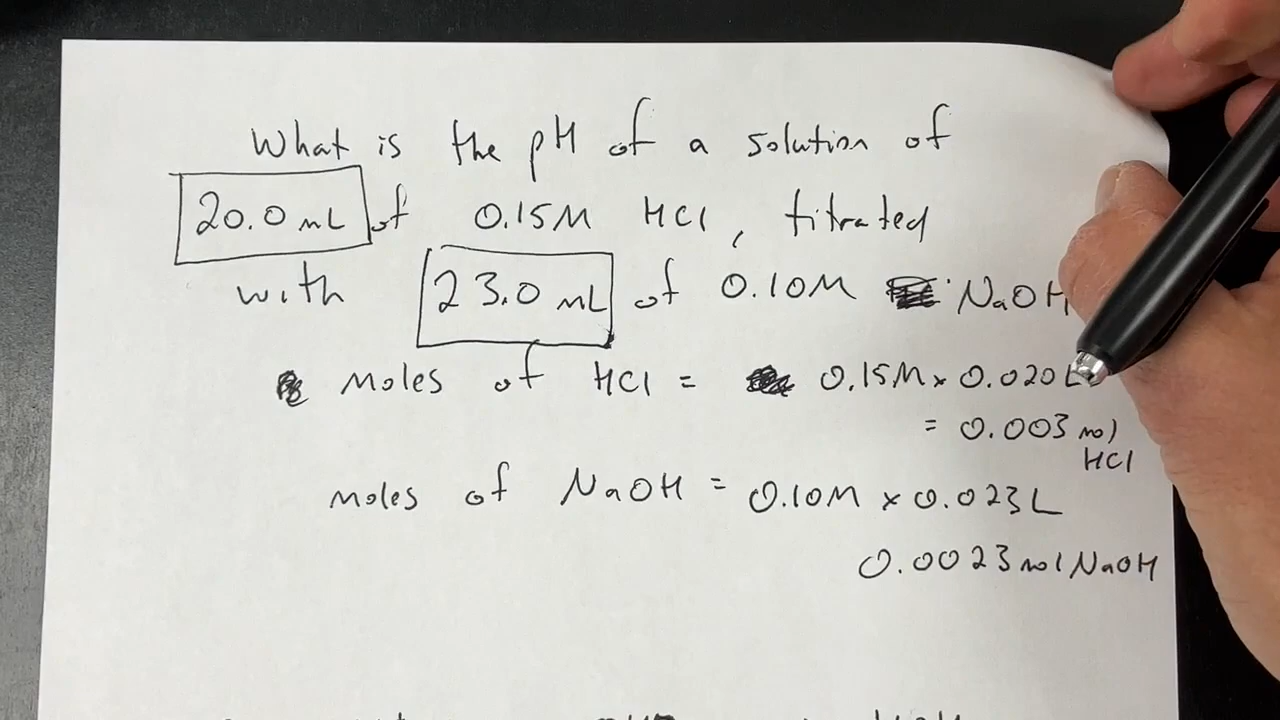 What is the pH of a solution of
20.0 mL of 0.15M HCl, titrated
with 23.0 mL of 0.10M NaOH
moles of HCl = 0.15M x 0.020L
= 0.003 mol
HCl
moles of NaOH = 0.10M x 0.023L
0.0023 mol NaOH